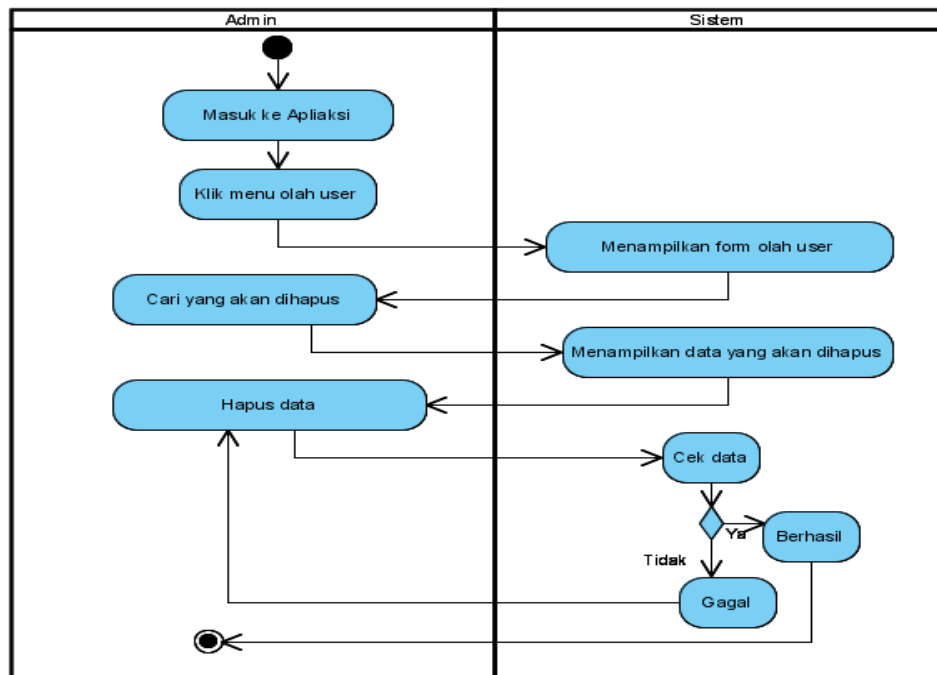 Admin
Sistem
Masuk ke Apliaksi
Klik menu olah user
Menampilkan form olah user
Cari yang akan dihapus
Menampilkan data yang akan dihapus
Hapus data
Cek data
Ya
Berhasil
Tidak
Gagal